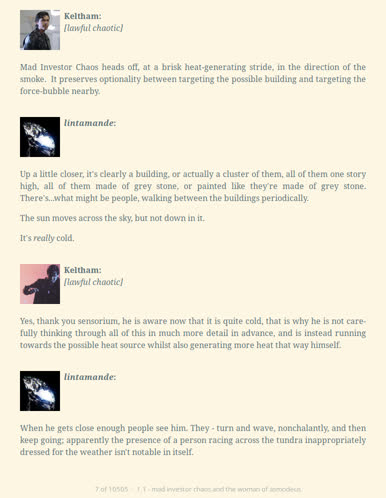 Keltham:
[lawful chaotic]
Mad Investor Chaos heads off, at a brisk heat-generating stride, in the direction of the
smoke. It preserves optionality between targeting the possible building and targeting the
force-bubble nearby.
lintamande:
Up a little closer, it's clearly a building, or actually a cluster of them, all of them one story
high, all of them made of grey stone, or painted like they're made of grey stone.
There's...what might be people, walking between the buildings periodically.
The sun moves across the sky, but not down in it.
It's really cold.
Keltham:
[lawful chaotic]
Yes, thank you sensorium, he is aware now that it is quite cold, that is why he is not care-
fully thinking through all of this in much more detail in advance, and is instead running
towards the possible heat source whilst also generating more heat that way himself.
lintamande:
When he gets close enough people see him. They - turn and wave, nonchalantly, and then
keep going; apparently the presence of a person racing across the tundra inappropriately
dressed for the weather isn't notable in itself.
7 of 10505 · 1.1 - mad investor chaos and the woman of asmodeus